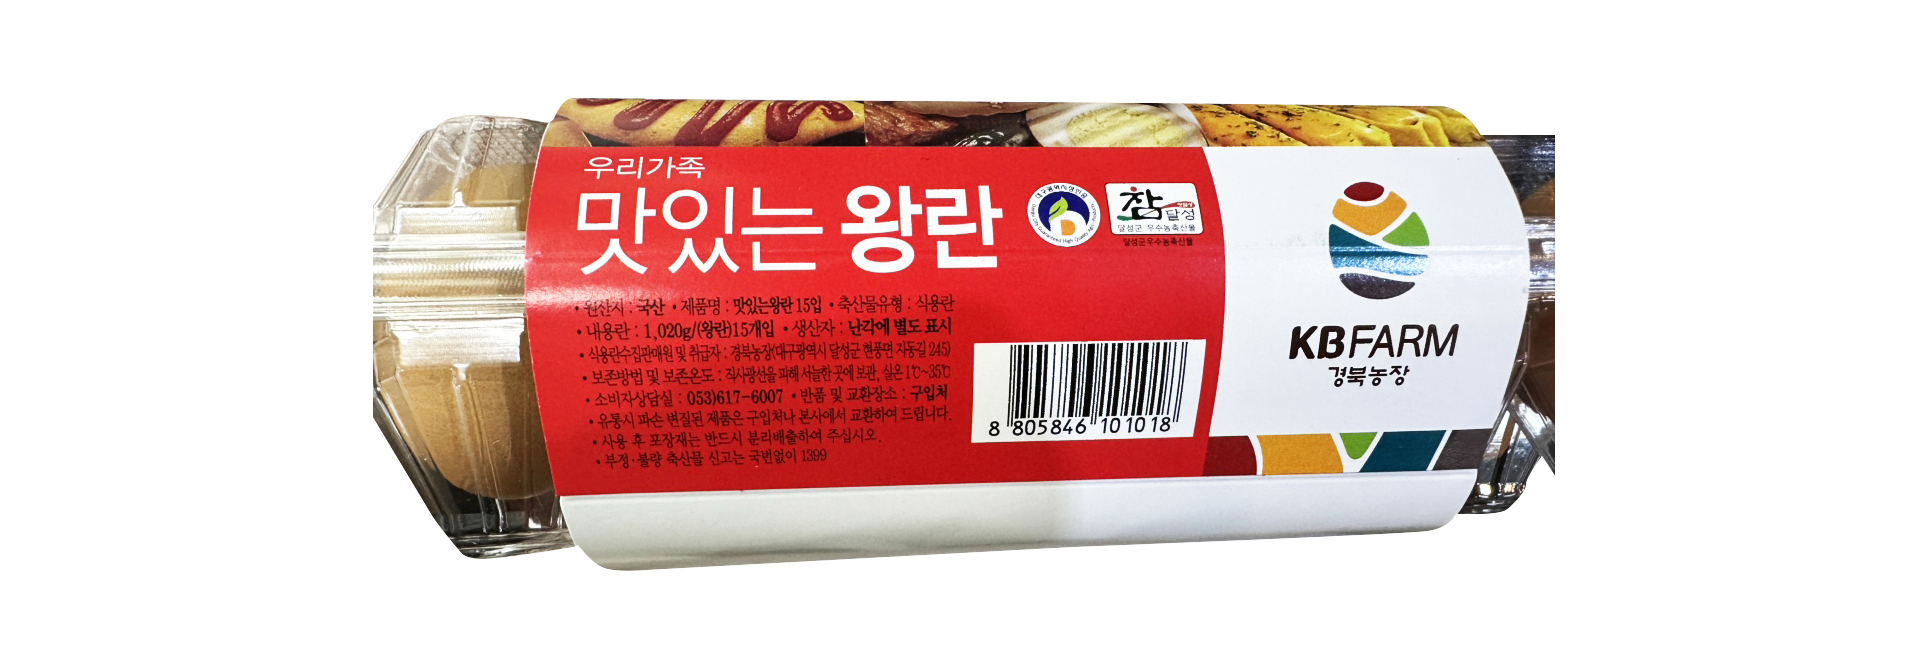 우리가족
맛있는 왕란
• 원산지 : 국산 • 제품명 : 맛있는왕란 15입 • 축산물유형 : 식용란
• 내용란 : 1,020g/(왕란)15개입 • 생산자 : 난각에 별도 표시
• 식용란수집판매원 및 취급자 : 경북농장(대구광역시 달성군 현풍면 지동길 245)
• 보존방법 및 보존온도 : 직사광선을 피해 서늘한 곳에 보관, 실온 1℃~35℃
• 소비자상담실 : 053)617-6007 • 반품 및 교환장소 : 구입처
• 유통시 파손 변질된 제품은 구입처나 본사에서 교환하여 드립니다.
• 사용 후 포장재는 반드시 분리배출하여 주십시오.
• 부정·불량 축산물 신고는 국번없이 1399
참
달성
달성군 우수농축산물
달성군우수농축산물
8 805846 101018
KBFARM
경북농장